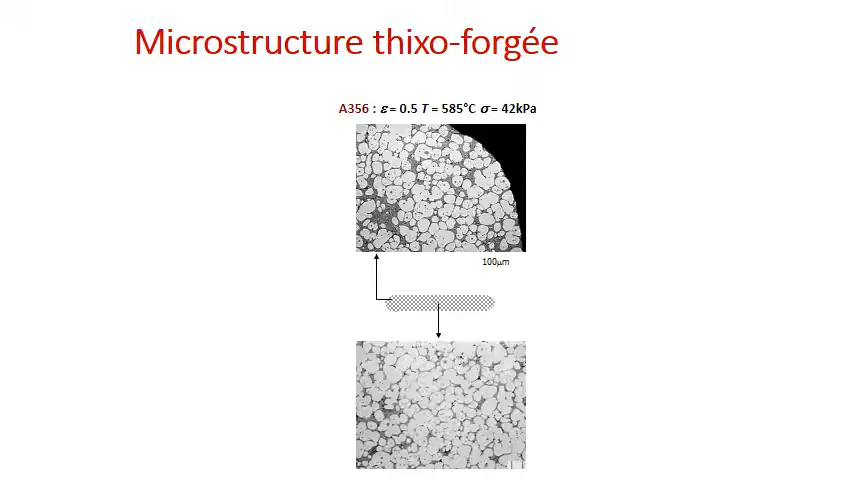 Microstructure thixo-forgée
A356 : ε = 0.5 T = 585°C σ = 42kPa
100μm